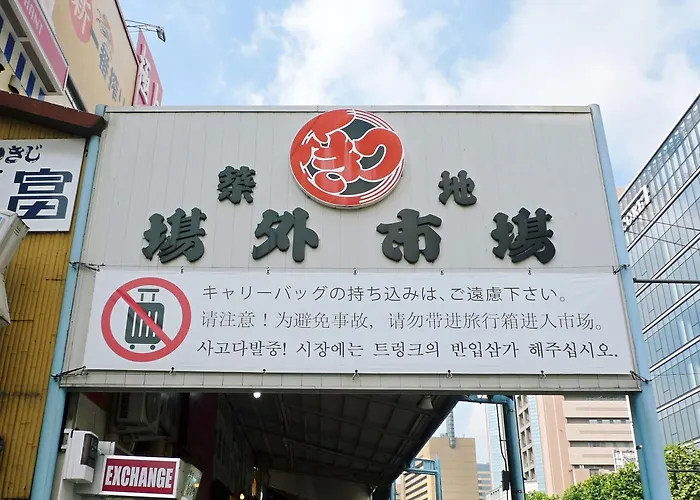 築地
場外市場
キャリーバッグの持ち込みは、ご遠慮下さい。
请注意！为避免事故，请勿带进旅行箱进入市场。
사고다발중! 시장에는 트렁크의 반입삼가 해주십시오.
きじ
富
EXCHANGE